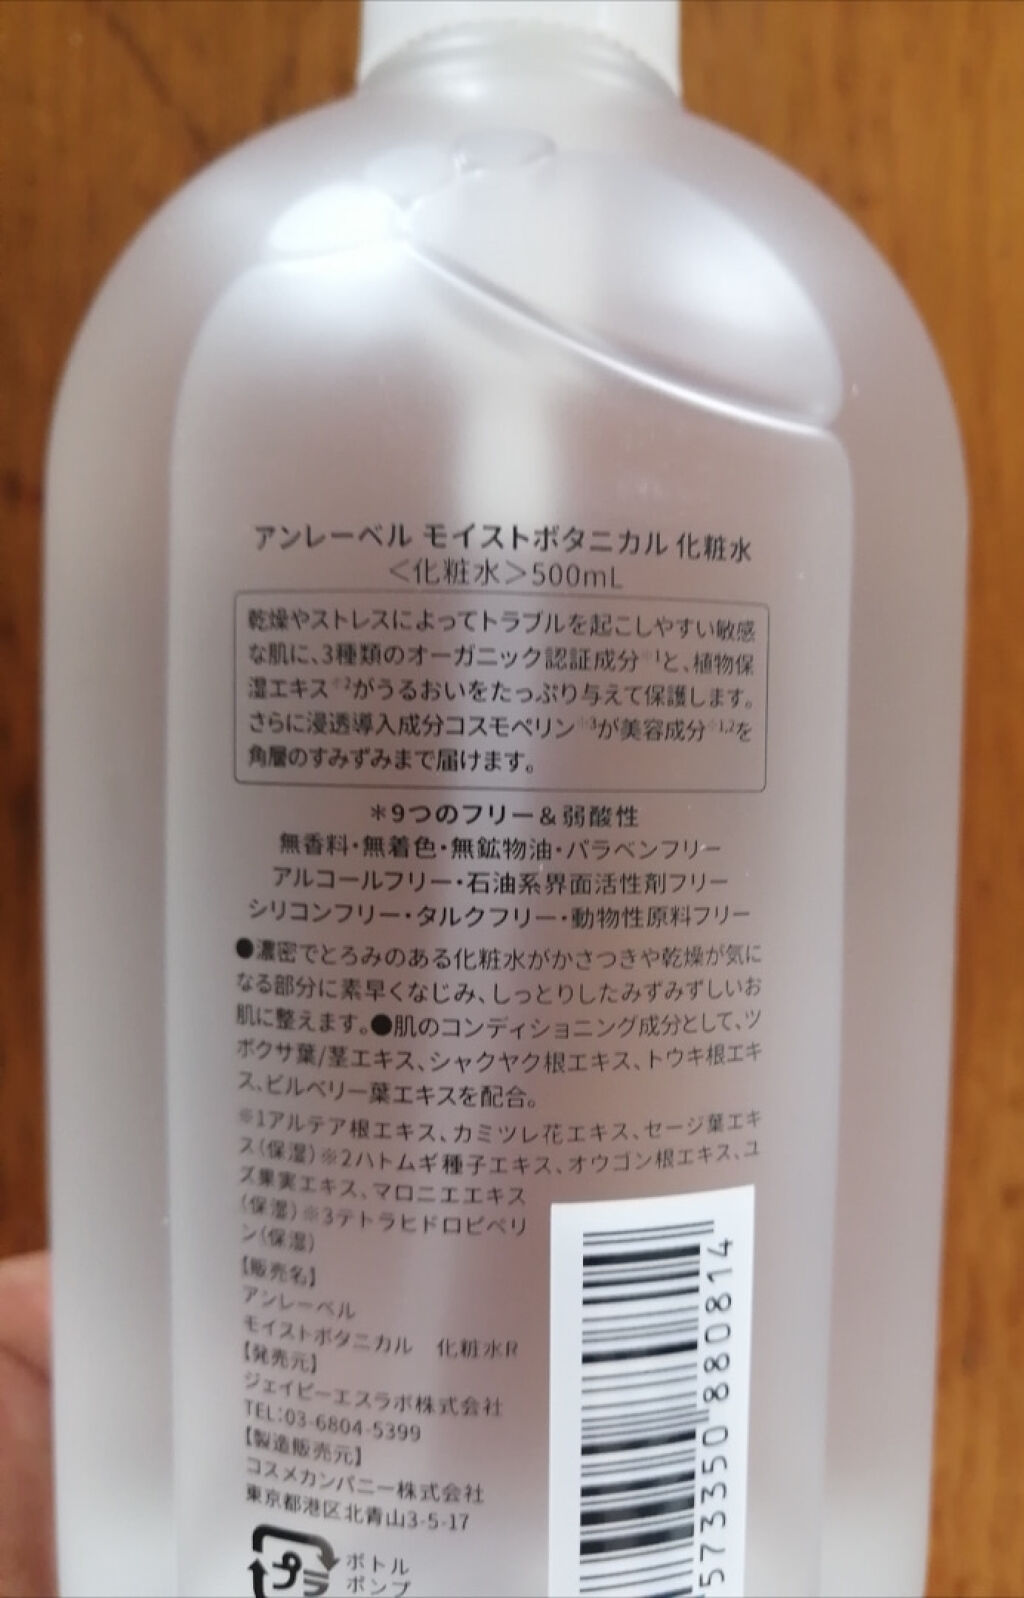 アンレーベル モイストボタニカル 化粧水
＜化粧水＞500mL
乾燥やストレスによってトラブルを起こしやすい敏感
な肌に、3種類のオーガニック認証成分※1と、植物保
湿エキス※2がうるおいをたっぷり与えて保護します。
さらに浸透導入成分コスモペリン※3が美容成分※1,2を
角層のすみずみまで届けます。
＊9つのフリー＆弱酸性
無香料・無着色・無鉱物油・パラベンフリー
アルコールフリー・石油系界面活性剤フリー
シリコンフリー・タルクフリー・動物性原料フリー
●濃密でとろみのある化粧水がかさつきや乾燥が気に
なる部分に素早くなじみ、しっとりしたみずみずしいお
肌に整えます。●肌のコンディショニング成分として、ツ
ボクサ葉/茎エキス、シャクヤク根エキス、トウキ根エキ
ス、ビルベリー葉エキスを配合。
※1アルテア根エキス、カミツレ花エキス、セージ葉エキ
ス（保湿）※2ハトムギ種子エキス、オウゴン根エキス、ユ
ズ果実エキス、マロニエエキス
（保湿）※3テトラヒドロピペリ
ン（保湿）
【販売名】
アンレーベル
モイストボタニカル　化粧水R
【発売元】
ジェイピーエスラボ株式会社
TEL：03-6804-5399
【製造販売元】
コスメカンパニー株式会社
東京都港区北青山3-5-17
プラ
ボトル
ポンプ
573350 880814